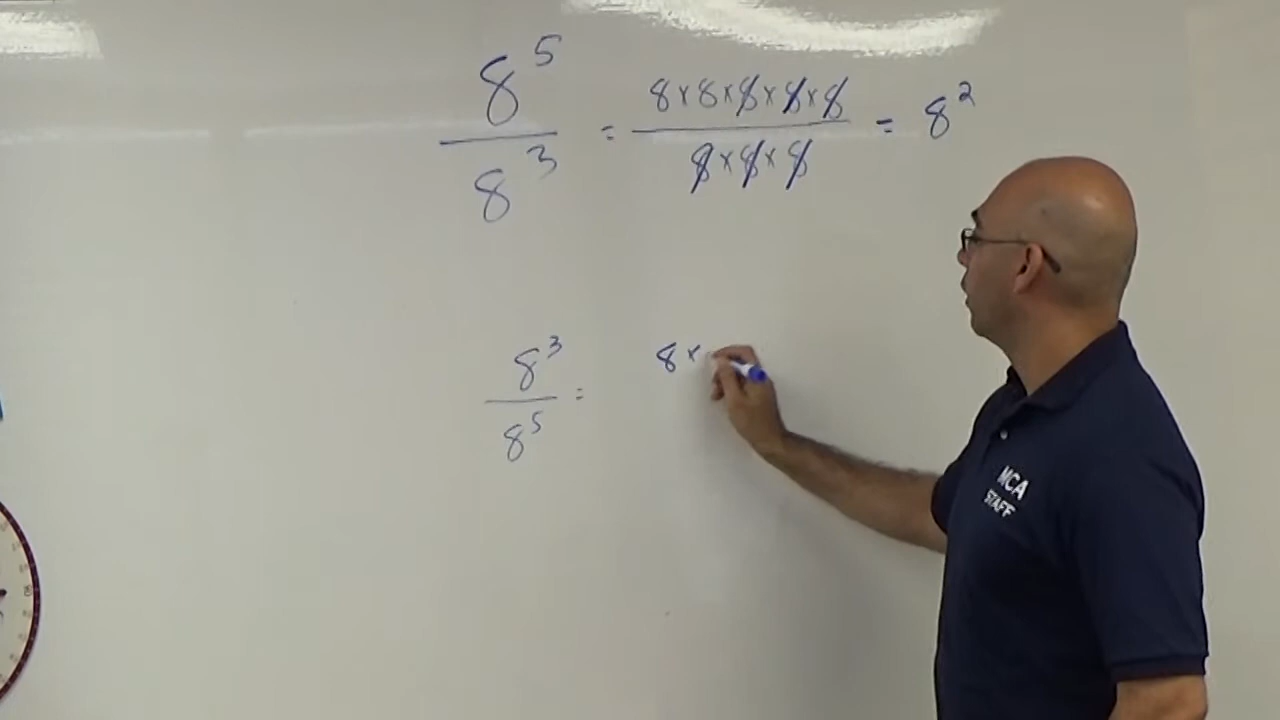 8^5 / 8^3 = 8 x 8 x 8 x 8 x 8 / 8 x 8 x 8 = 8^2
8^3 / 8^5 = 8 x
MCA
STAFF